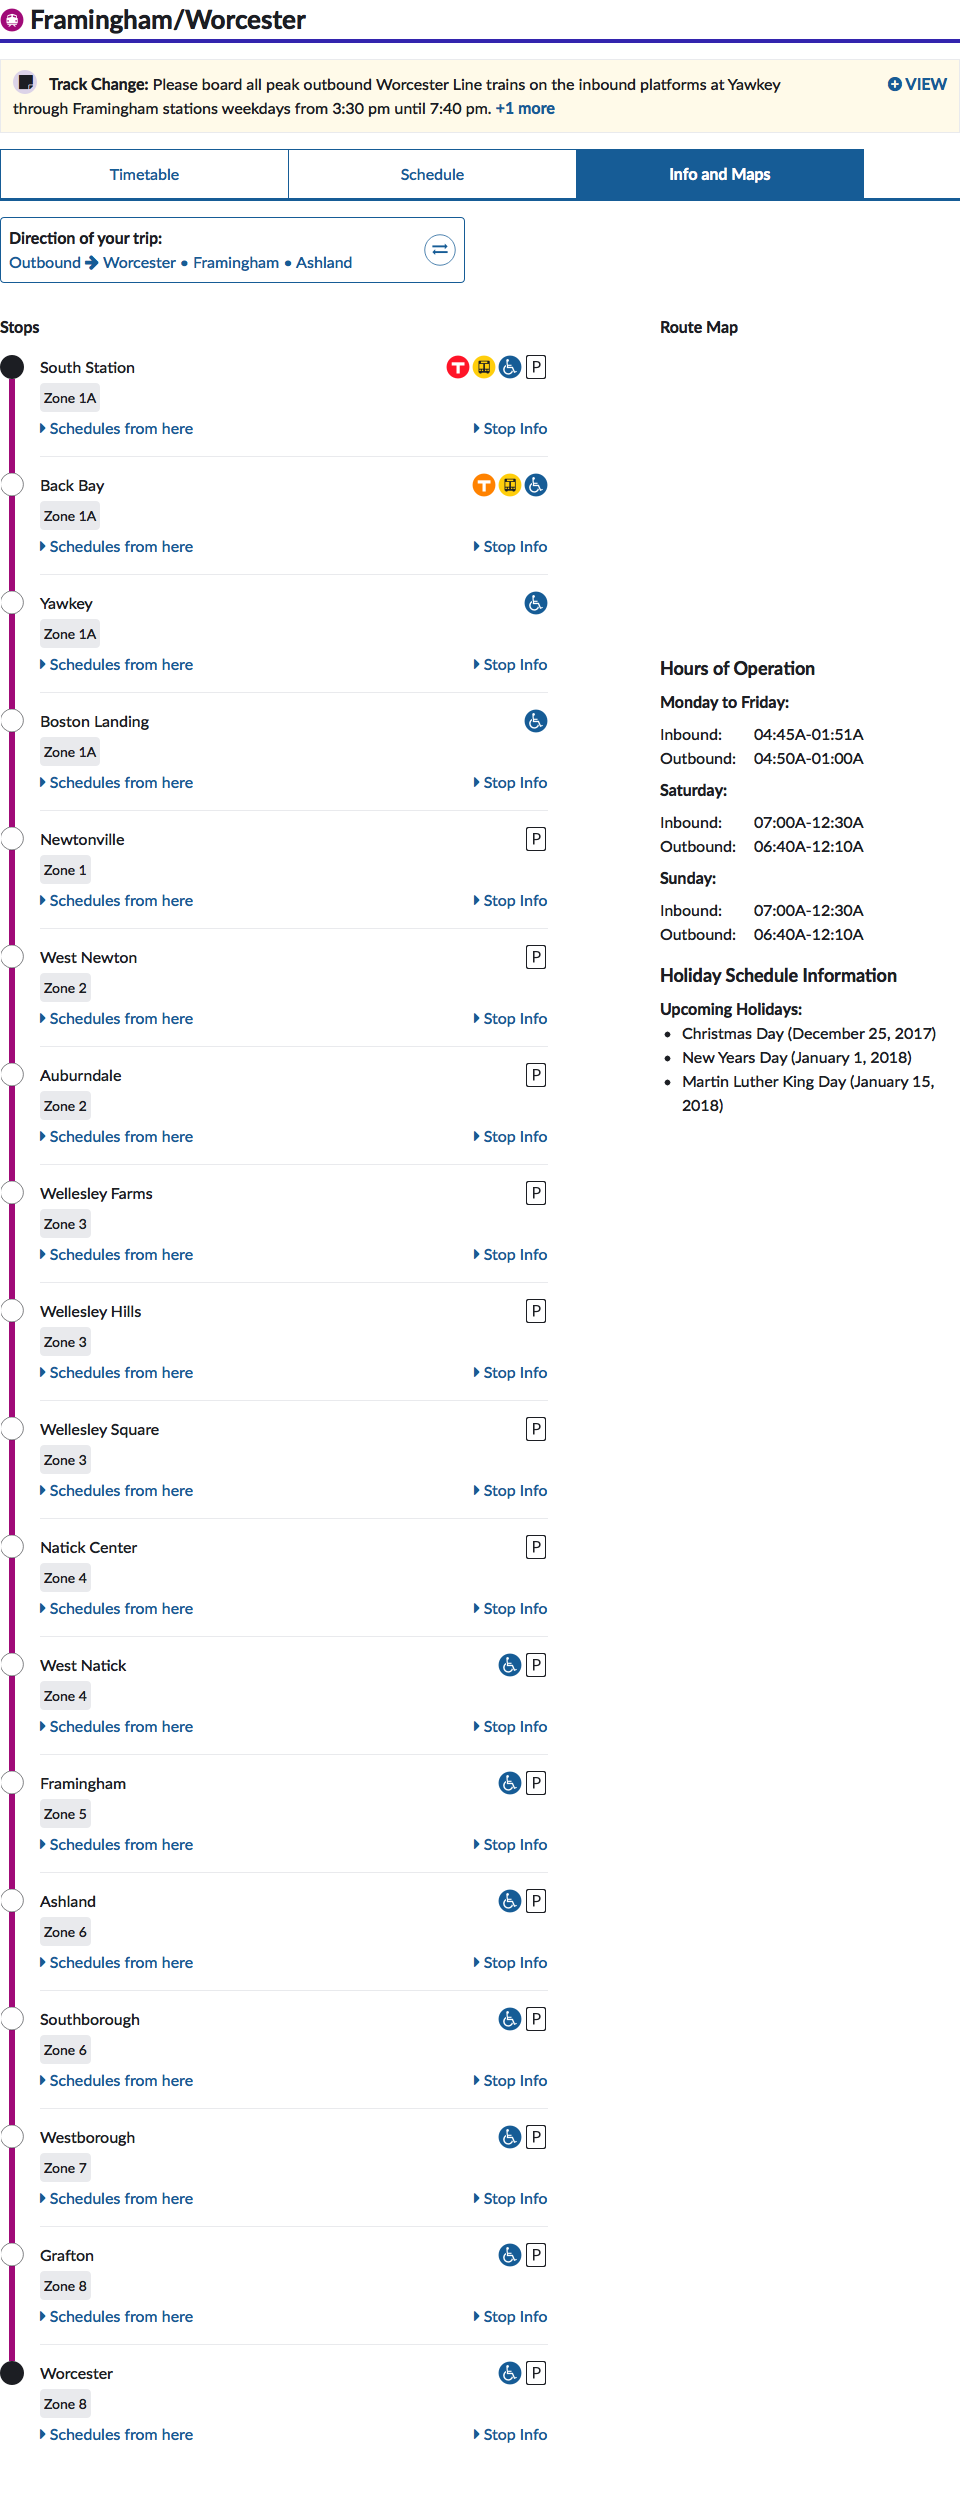 Framingham/Worcester
Track Change: Please board all peak outbound Worcester Line trains on the inbound platforms at Yawkey
through Framingham stations weekdays from 3:30 pm until 7:40 pm. +1 more
VIEW
Timetable
Schedule
Info and Maps
Direction of your trip:
Outbound → Worcester • Framingham • Ashland
Stops
South Station
T P
Zone 1A
Schedules from here
Stop Info
Back Bay
T
Zone 1A
Schedules from here
Stop Info
Yawkey
Zone 1A
Schedules from here
Stop Info
Boston Landing
Zone 1A
Schedules from here
Stop Info
Newtonville
P
Zone 1
Schedules from here
Stop Info
West Newton
P
Zone 2
Schedules from here
Stop Info
Auburndale
P
Zone 2
Schedules from here
Stop Info
Wellesley Farms
P
Zone 3
Schedules from here
Stop Info
Wellesley Hills
P
Zone 3
Schedules from here
Stop Info
Wellesley Square
P
Zone 3
Schedules from here
Stop Info
Natick Center
P
Zone 4
Schedules from here
Stop Info
West Natick
P
Zone 4
Schedules from here
Stop Info
Framingham
P
Zone 5
Schedules from here
Stop Info
Ashland
P
Zone 6
Schedules from here
Stop Info
Southborough
P
Zone 6
Schedules from here
Stop Info
Westborough
P
Zone 7
Schedules from here
Stop Info
Grafton
P
Zone 8
Schedules from here
Stop Info
Worcester
P
Zone 8
Schedules from here
Stop Info
Route Map
Hours of Operation
Monday to Friday:
Inbound: 04:45A-01:51A
Outbound: 04:50A-01:00A
Saturday:
Inbound: 07:00A-12:30A
Outbound: 06:40A-12:10A
Sunday:
Inbound: 07:00A-12:30A
Outbound: 06:40A-12:10A
Holiday Schedule Information
Upcoming Holidays:
• Christmas Day (December 25, 2017)
• New Years Day (January 1, 2018)
• Martin Luther King Day (January 15,
2018)